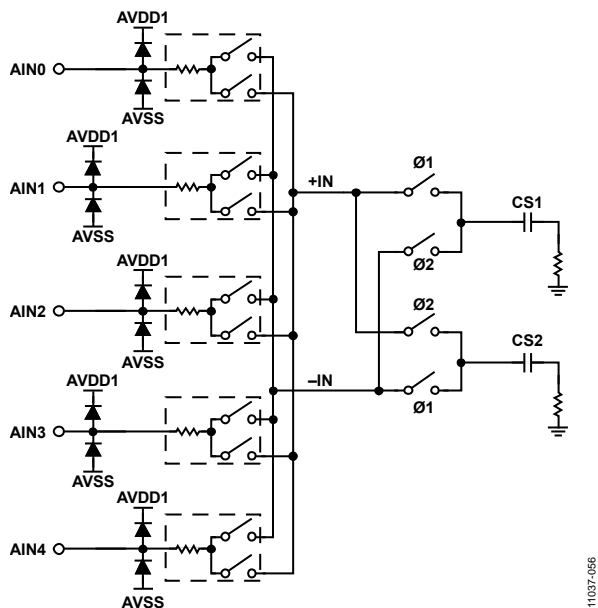 AVDD1
AIN0
AVSS
AVDD1
AIN1
AVSS
+IN
Ø1
CS1
Ø2
AVDD1
AIN2
AVSS
Ø2
CS2
AVDD1
–IN
Ø1
AIN3
AVSS
AVDD1
AIN4
AVSS
11037-056